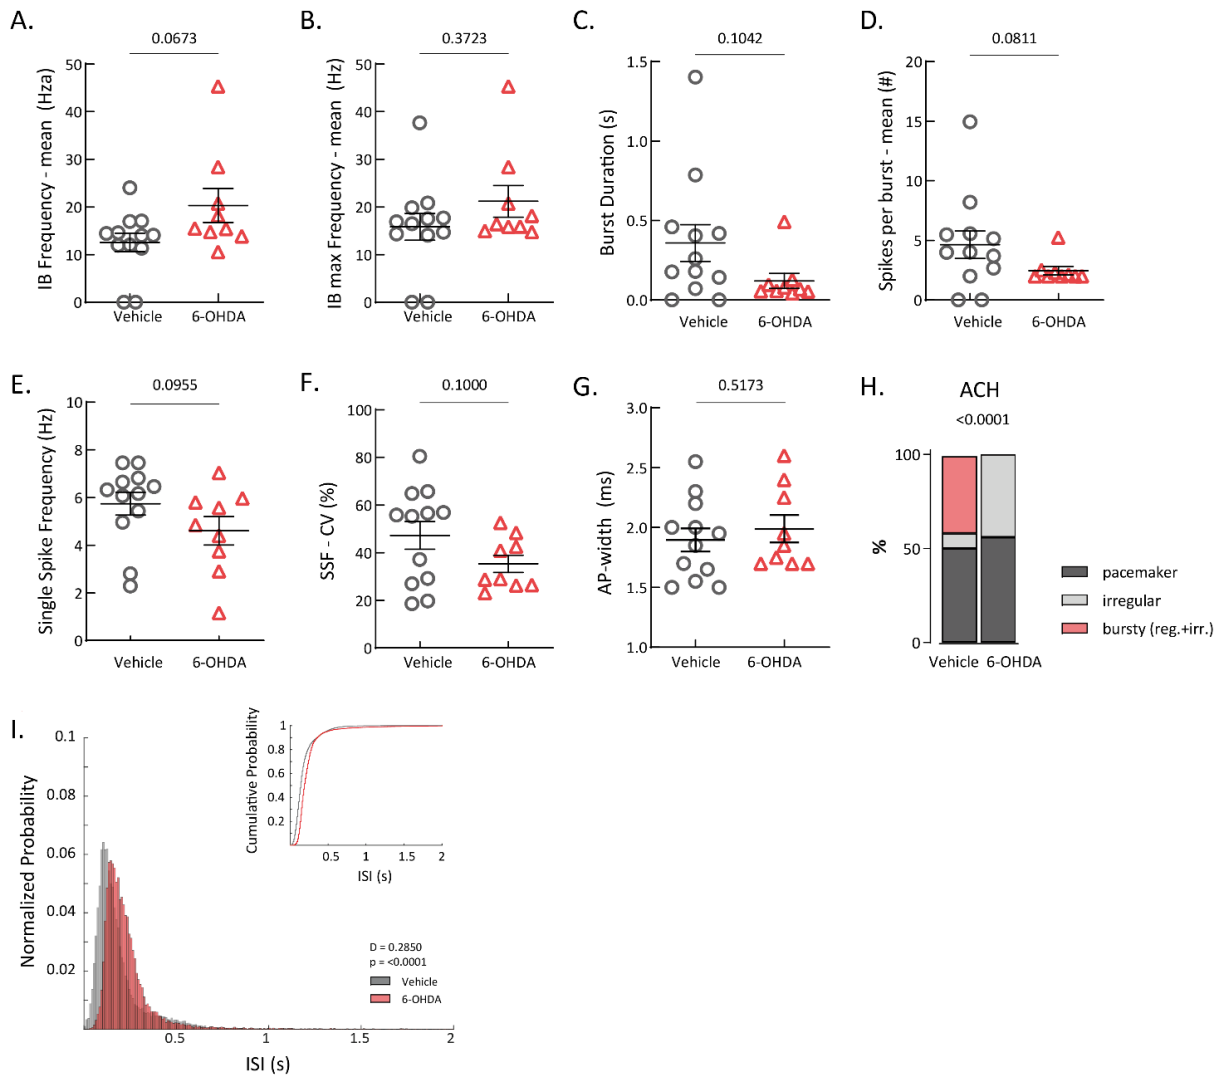 A.
0.0673
IB Frequency - mean (Hza)
50
40
30
20
10
0
Vehicle
6-OHDA
B.
0.3723
IB max Frequency - mean (Hz)
50
40
30
20
10
0
Vehicle
6-OHDA
C.
0.1042
Burst Duration (s)
1.5
1.0
0.5
0.0
Vehicle
6-OHDA
D.
0.0811
Spikes per burst - mean (#)
20
15
10
5
0
Vehicle
6-OHDA
E.
0.0955
Single Spike Frequency (Hz)
10
8
6
4
2
0
Vehicle
6-OHDA
F.
0.1000
SSF - CV (%)
100
80
60
40
20
0
Vehicle
6-OHDA
G.
0.5173
AP-width (ms)
3.0
2.5
2.0
1.5
1.0
Vehicle
6-OHDA
H.
ACH
<0.0001
%
100
50
0
Vehicle
6-OHDA
pacemaker
irregular
bursty (reg.+irr.)
I.
Normalized Probability
0.1
0.08
0.06
0.04
0.02
0.5
1
1.5
2
ISI (s)
Cumulative Probability
1
0.8
0.6
0.4
0.2
0.5
1
1.5
2
ISI (s)
D = 0.2850
p = <0.0001
Vehicle
6-OHDA